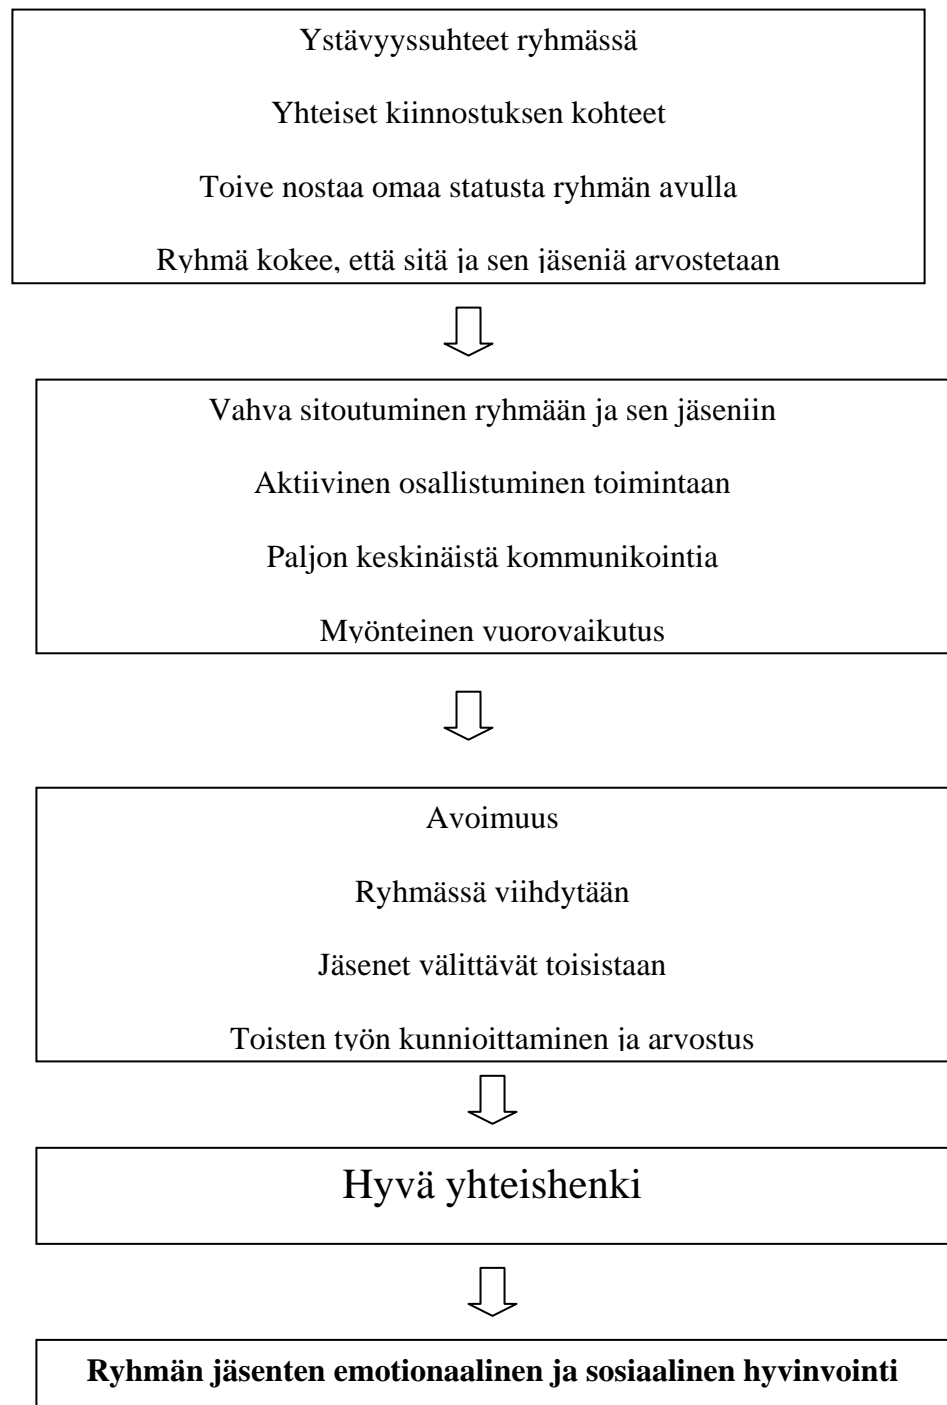 Ystävyyssuhteet ryhmässä
Yhteiset kiinnostuksen kohteet
Toive nostaa omaa statusta ryhmän avulla
Ryhmä kokee, että sitä ja sen jäseniä arvostetaan
Vahva sitoutuminen ryhmään ja sen jäseniin
Aktiivinen osallistuminen toimintaan
Paljon keskinäistä kommunikointia
Myönteinen vuorovaikutus
Avoimuus
Ryhmässä viihdytään
Jäsenet välittävät toisistaan
Toisten työn kunnioittaminen ja arvostus
Hyvä yhteishenki
Ryhmän jäsenten emotionaalinen ja sosiaalinen hyvinvointi